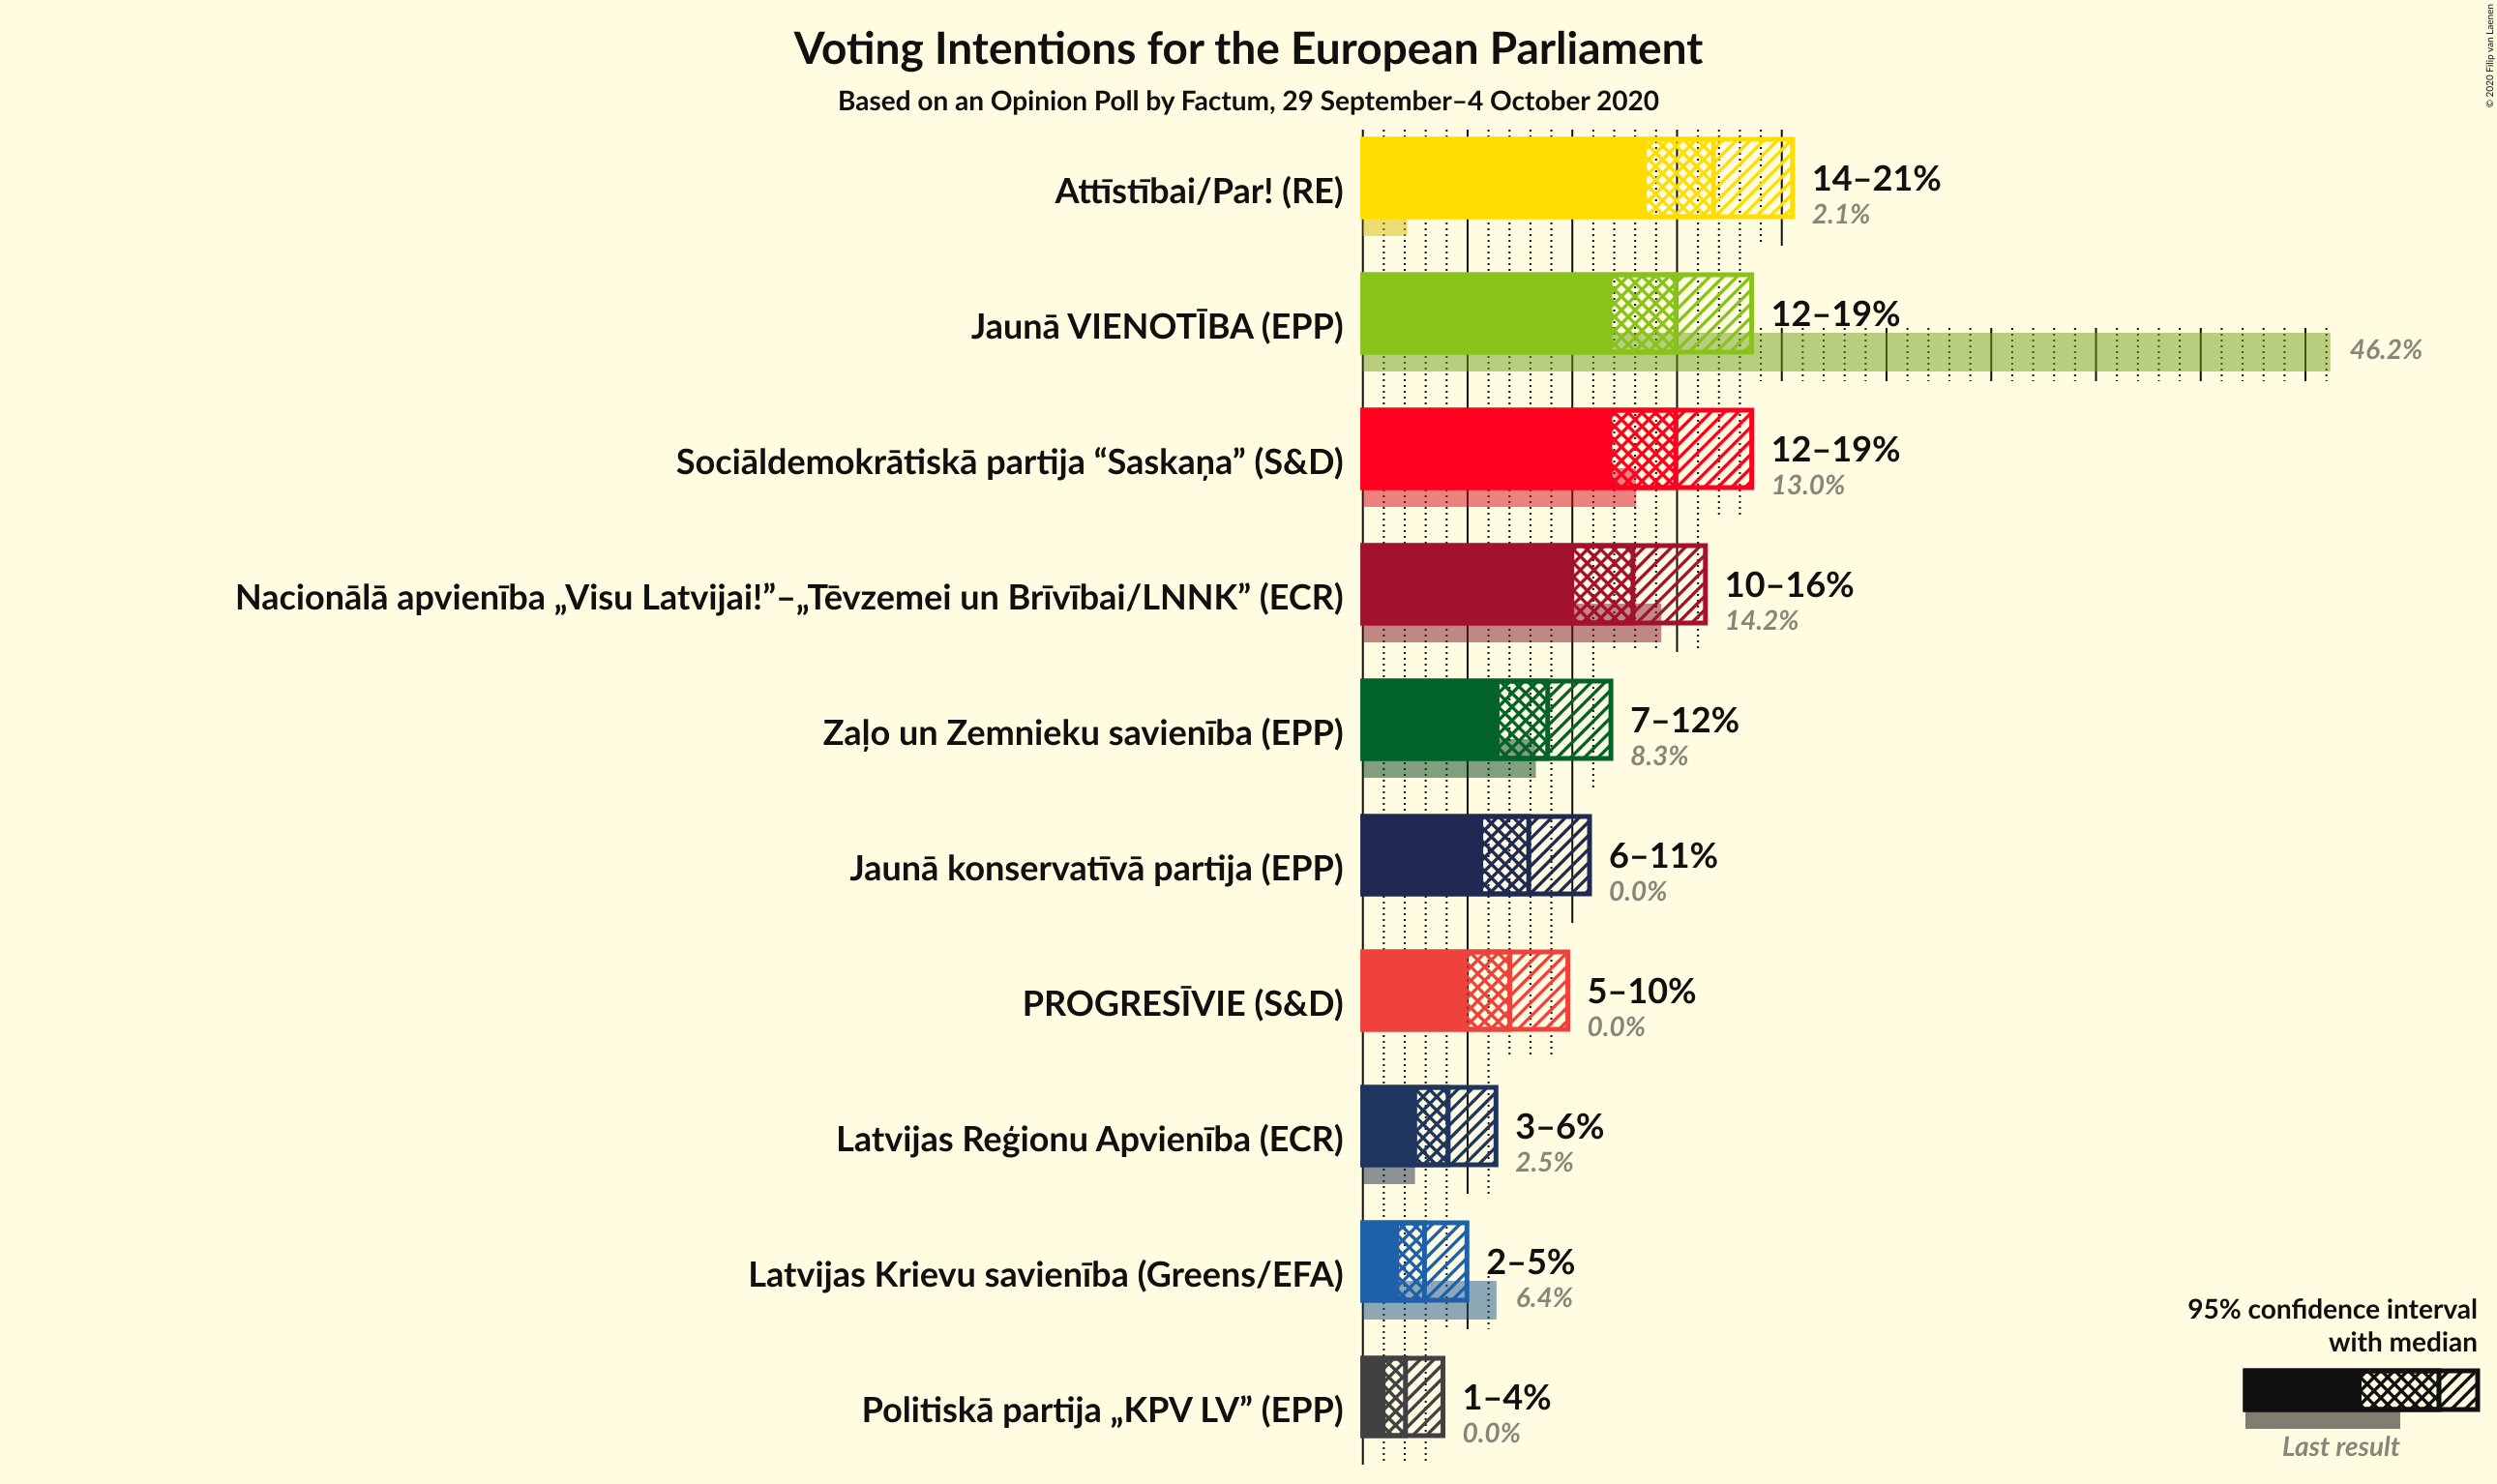 Voting Intentions for the European Parliament
Based on an Opinion Poll by Factum, 29 September–4 October 2020
© 2020 Filip van Laenen
Attīstībai/Par! (RE)
14–21%
2.1%
Jaunā VIENOTĪBA (EPP)
12–19%
46.2%
Sociāldemokrātiskā partija “Saskaņa” (S&D)
12–19%
13.0%
Nacionālā apvienība „Visu Latvijai!”–„Tēvzemei un Brīvībai/LNNK” (ECR)
10–16%
14.2%
Zaļo un Zemnieku savienība (EPP)
7–12%
8.3%
Jaunā konservatīvā partija (EPP)
6–11%
0.0%
PROGRESĪVIE (S&D)
5–10%
0.0%
Latvijas Reģionu Apvienība (ECR)
3–6%
2.5%
Latvijas Krievu savienība (Greens/EFA)
2–5%
6.4%
Politiskā partija „KPV LV” (EPP)
1–4%
0.0%
95% confidence interval
with median
Last result